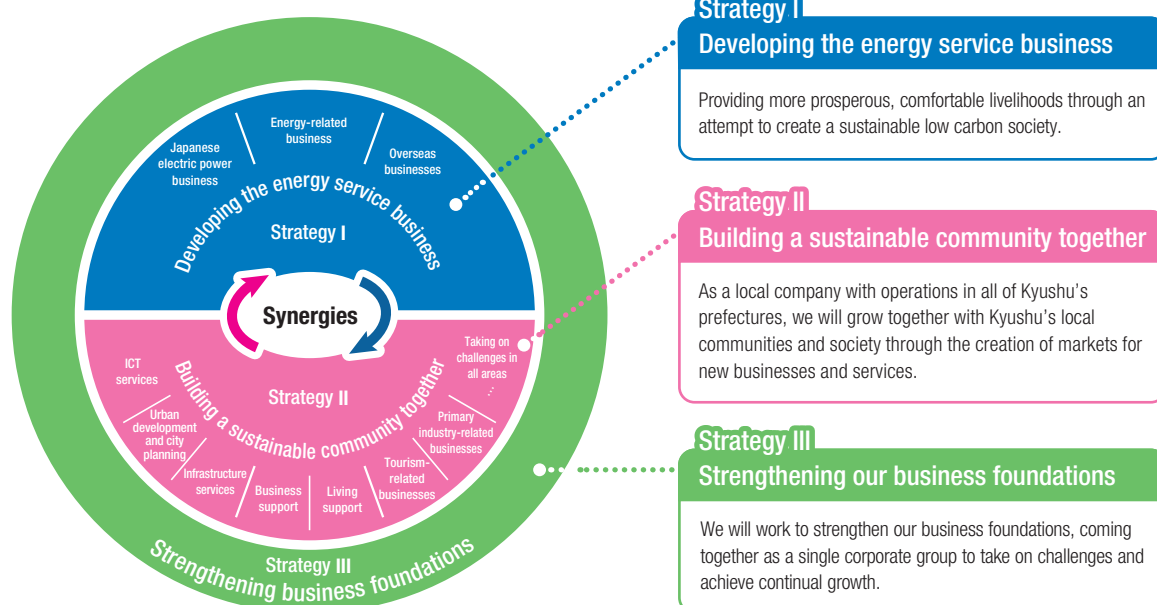 Energy-related
business
Japanese
electric power
business
Overseas
businesses
Developing the energy service business
Strategy I
Synergies
ICT
services
Taking on
challenges in
all areas
…
Strategy II
Building a sustainable community together
Urban
development
and city
planning
Primary
industry-related
businesses
Infrastructure
services
Business
support
Living
support
Tourism-
related
businesses
Strategy III
Strengthening business foundations
Strategy I
Developing the energy service business
Providing more prosperous, comfortable livelihoods through an
attempt to create a sustainable low carbon society.
Strategy II
Building a sustainable community together
As a local company with operations in all of Kyushu’s
prefectures, we will grow together with Kyushu’s local
communities and society through the creation of markets for
new businesses and services.
Strategy III
Strengthening our business foundations
We will work to strengthen our business foundations, coming
together as a single corporate group to take on challenges and
achieve continual growth.